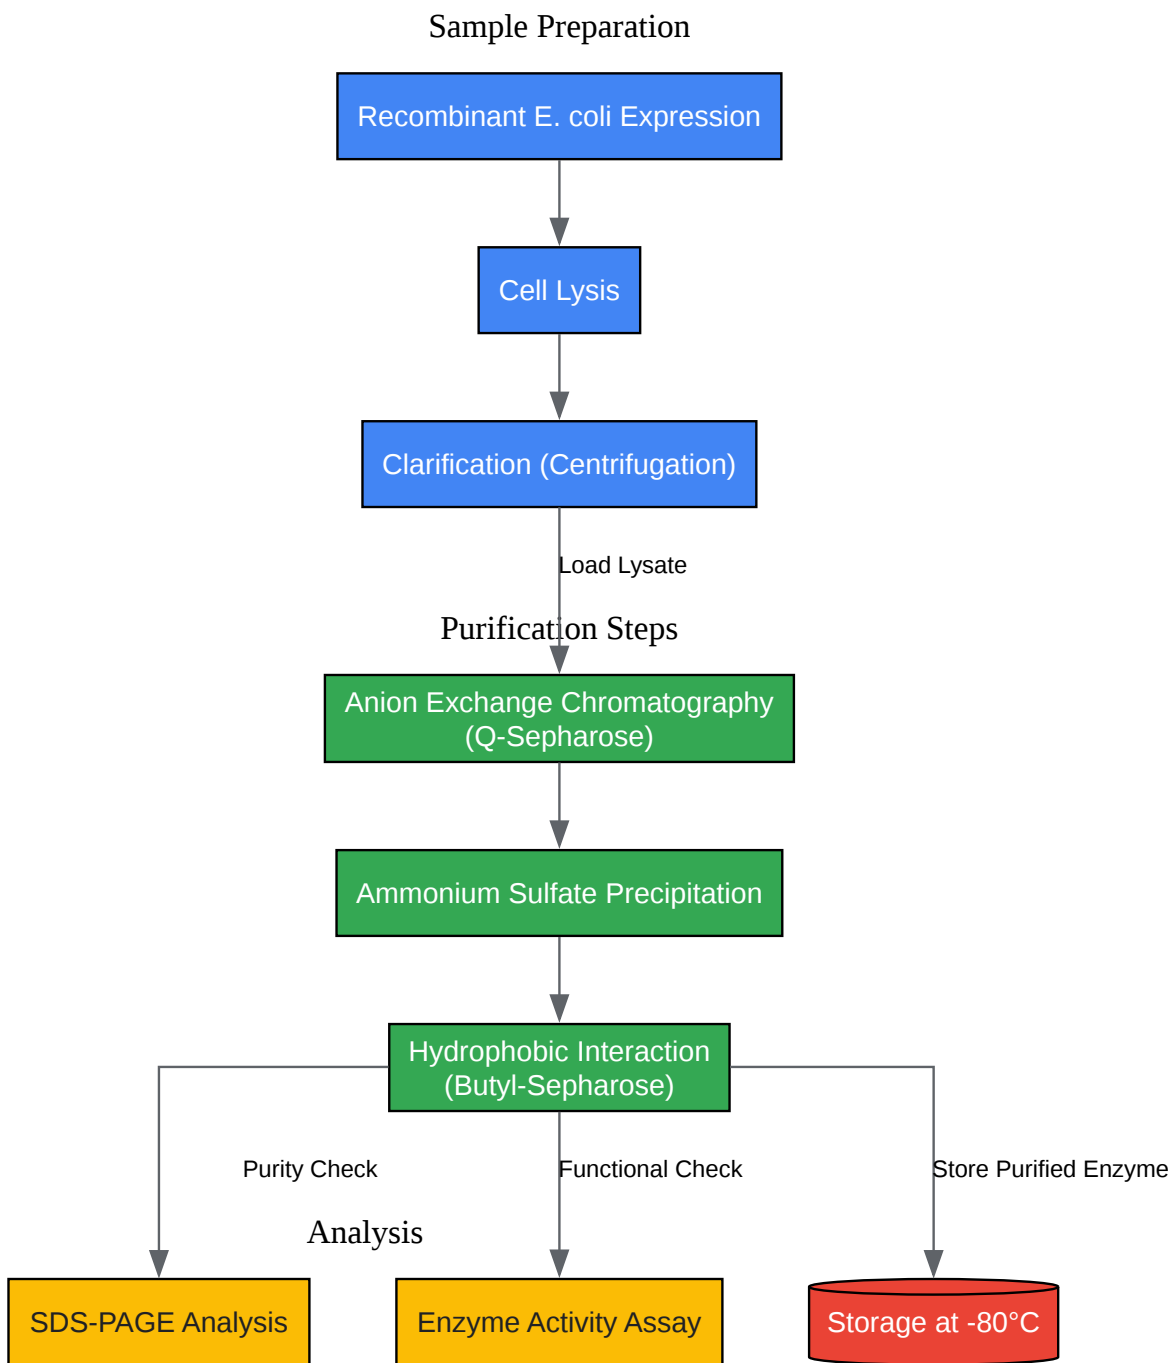 Sample Preparation
Recombinant E. coli Expression
Cell Lysis
Clarification (Centrifugation)
Load Lysate
Purification Steps
Anion Exchange Chromatography
(Q-Sepharose)
Ammonium Sulfate Precipitation
Hydrophobic Interaction
(Butyl-Sepharose)
Purity Check
Functional Check
Store Purified Enzyme
Analysis
SDS-PAGE Analysis
Enzyme Activity Assay
Storage at -80°C